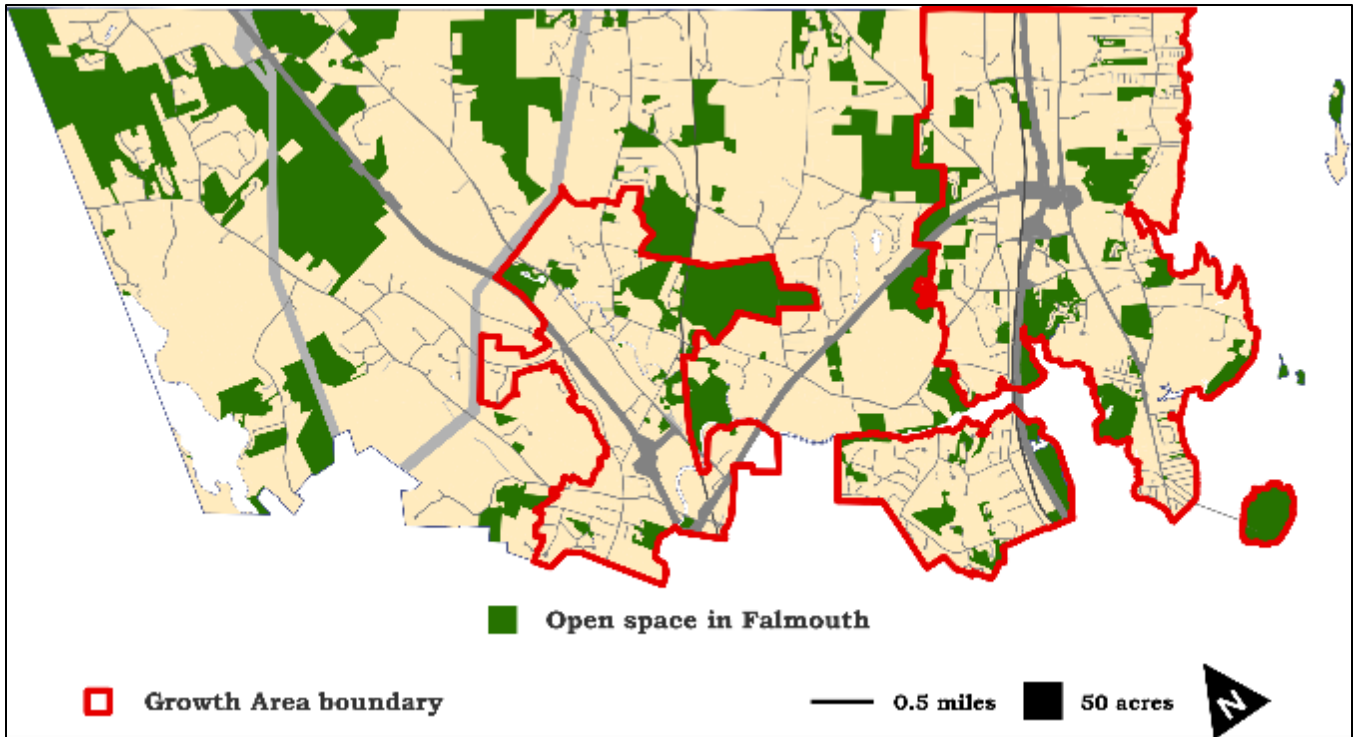 Open space in Falmouth
Growth Area boundary
0.5 miles
50 acres
N